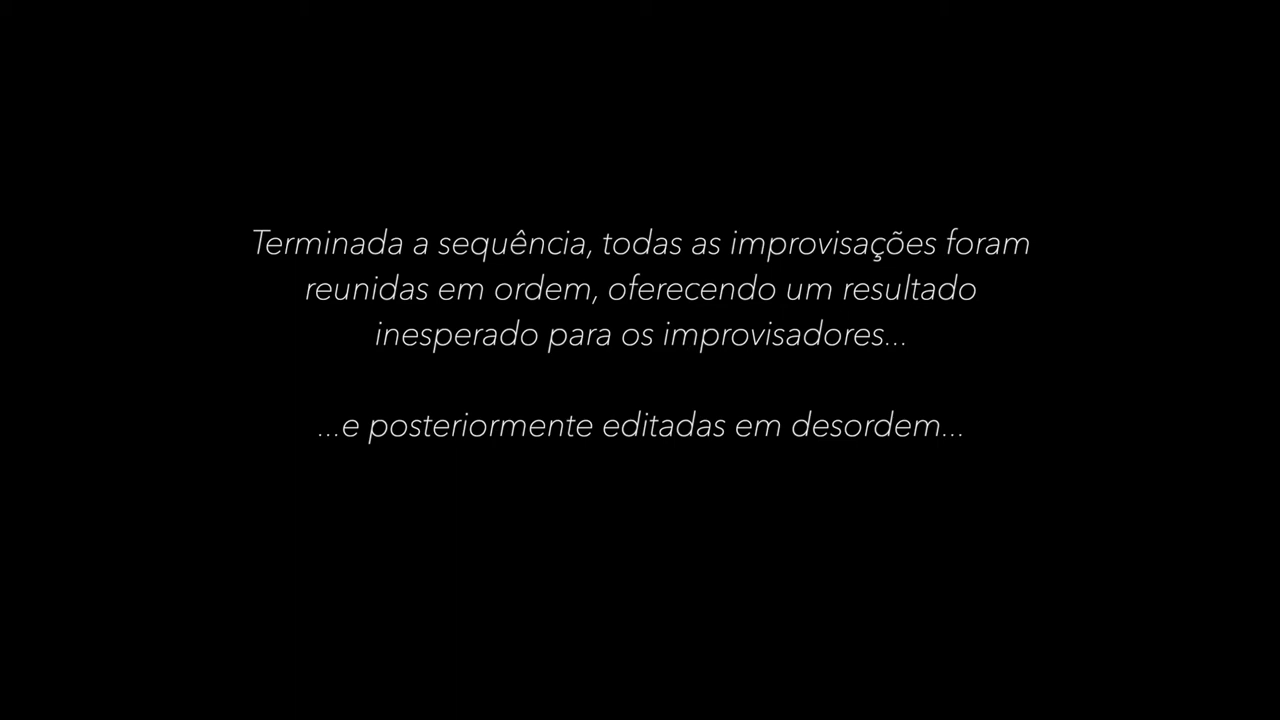 Terminada a sequência, todas as improvisações foram
reunidas em ordem, oferecendo um resultado
inesperado para os improvisadores...
...e posteriormente editadas em desordem...